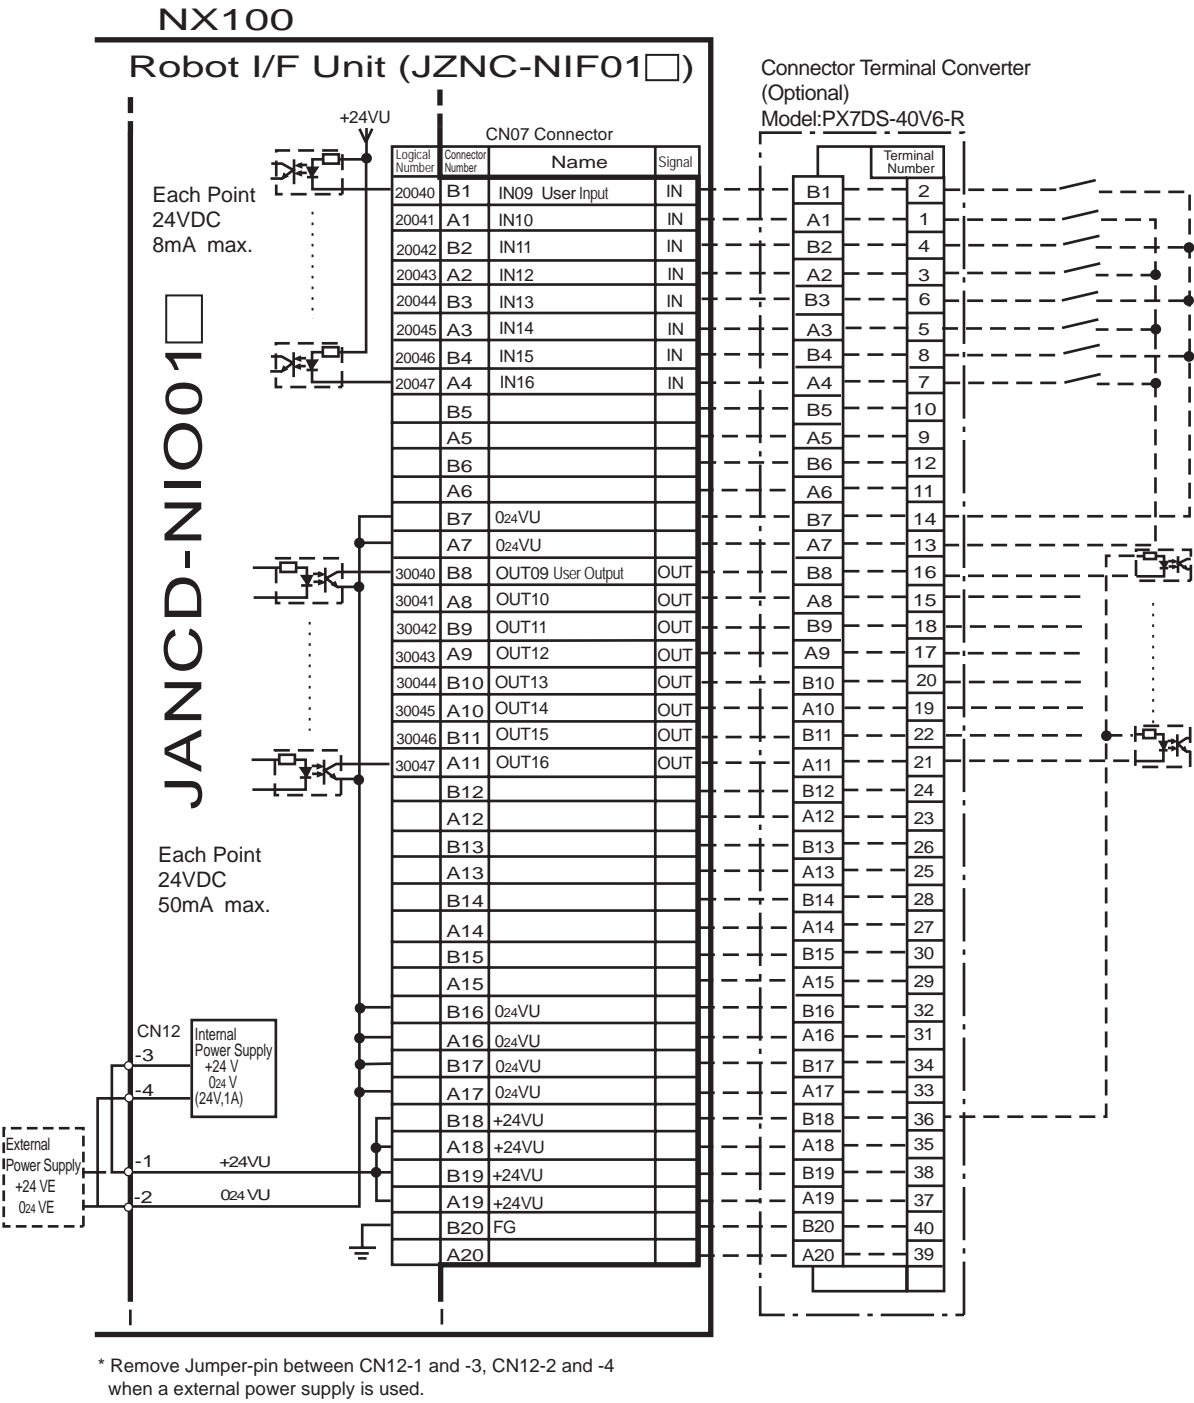 NX100
Robot I/F Unit (JZNC-NIF01□)
Connector Terminal Converter
(Optional)
Model:PX7DS-40V6-R
+24VU
CN07 Connector
Logical Number Connector Number Name Signal Terminal Number
Each Point
24VDC
8mA max.
JANCD-NIO01□
20040 B1 IN09 User Input IN B1 2
20041 A1 IN10 IN A1 1
20042 B2 IN11 IN B2 4
20043 A2 IN12 IN A2 3
20044 B3 IN13 IN B3 6
20045 A3 IN14 IN A3 5
20046 B4 IN15 IN B4 8
20047 A4 IN16 IN A4 7
B5 B5 10
A5 A5 9
B6 B6 12
A6 A6 11
B7 024VU B7 14
A7 024VU A7 13
30040 B8 OUT09 User Output OUT B8 16
30041 A8 OUT10 OUT A8 15
30042 B9 OUT11 OUT B9 18
30043 A9 OUT12 OUT A9 17
30044 B10 OUT13 OUT B10 20
30045 A10 OUT14 OUT A10 19
30046 B11 OUT15 OUT B11 22
30047 A11 OUT16 OUT A11 21
B12 B12 24
A12 A12 23
B13 B13 26
A13 A13 25
B14 B14 28
A14 A14 27
B15 B15 30
A15 A15 29
B16 024VU B16 32
A16 024VU A16 31
B17 024VU B17 34
A17 024VU A17 33
B18 +24VU B18 36
A18 +24VU A18 35
B19 +24VU B19 38
A19 +24VU A19 37
B20 FG B20 40
A20 A20 39
Each Point
24VDC
50mA max.
CN12
-3
-4
Internal
Power Supply
+24 V
024 V
(24V,1A)
External
Power Supply
+24 VE
024 VE
-1 +24VU
-2 024 VU
* Remove Jumper-pin between CN12-1 and -3, CN12-2 and -4
when a external power supply is used.